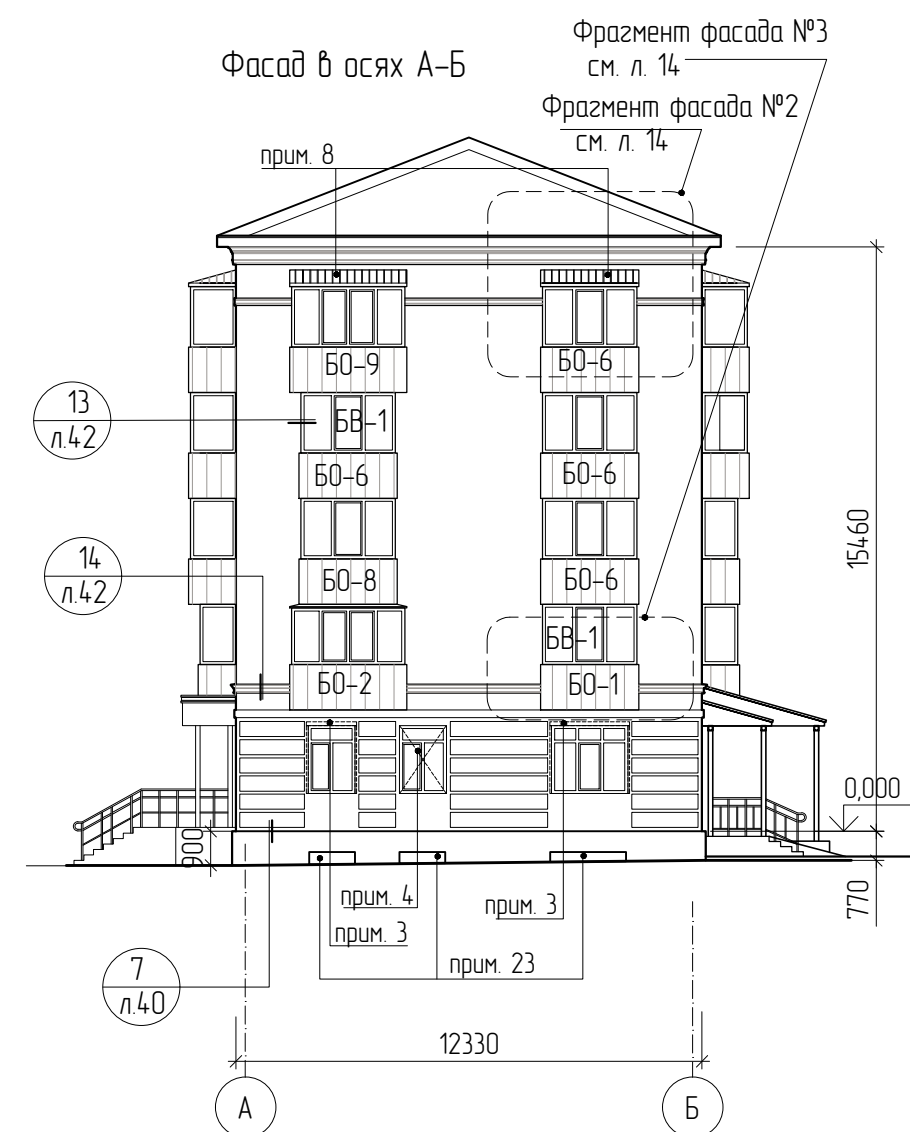 Фрагмент фасада №3
см. л. 14
Фасад в осях А-Б
Фрагмент фасада №2
см. л. 14
прим. 8
БО-9
БО-6
13
л.42
БВ-1
БО-6
БО-6
15460
14
л.42
БО-8
БО-6
БВ-1
БО-2
БО-1
0,000
900
770
прим. 4
прим. 3
прим. 3
прим. 23
7
л.40
12330
А
Б